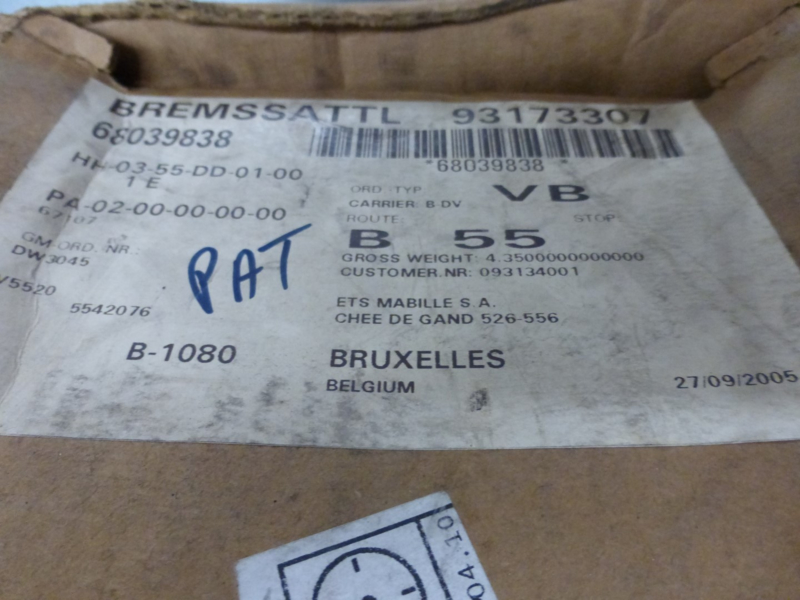 BREMSSATTL 93173307
68039838
*68039838*
HH-03-55-DD-01-00
1 E
ORD. TYP VB
CARRIER: B DV
PA-02-00-00-00-00
67107
ROUTE: STOP:
B 55
GM ORD. NR.:
DW3045
GROSS WEIGHT: 4.3500000000000
CUSTOMER.NR: 093134001
PAT
V5520
5542076
ETS MABILLE S.A.
CHEE DE GAND 526-556
B-1080 BRUXELLES
BELGIUM
27/09/2005
04.10